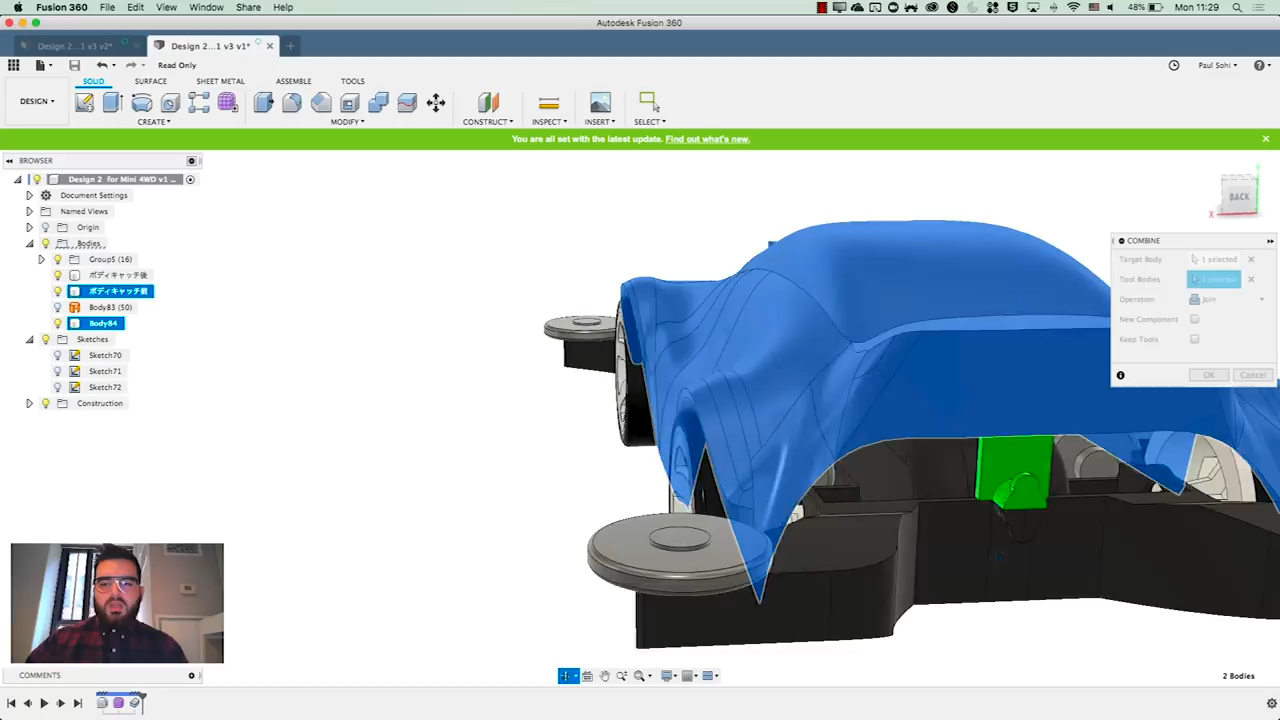 Fusion 360 File Edit View Window Share Help
48% Mon 11:29
Autodesk Fusion 360
Design 2...1 v3 v2*
Design 2...1 v3 v1*
Read Only
Paul Sohi
SOLID SURFACE SHEET METAL ASSEMBLE TOOLS
DESIGN
CREATE MODIFY CONSTRUCT INSPECT INSERT SELECT
You are all set with the latest update. Find out what's new.
BROWSER
Design 2 for Mini 4WD v1 ...
Document Settings
Named Views
Origin
Bodies
Group5 (16)
ボディキャッチ後
ボディキャッチ前
Body83 (50)
Body84
Sketches
Sketch70
Sketch71
Sketch72
Construction
BACK
X
COMBINE
Target Body 1 selected
Tool Bodies 1 selected
Operation Join
New Component
Keep Tools
OK Cancel
COMMENTS
2 Bodies